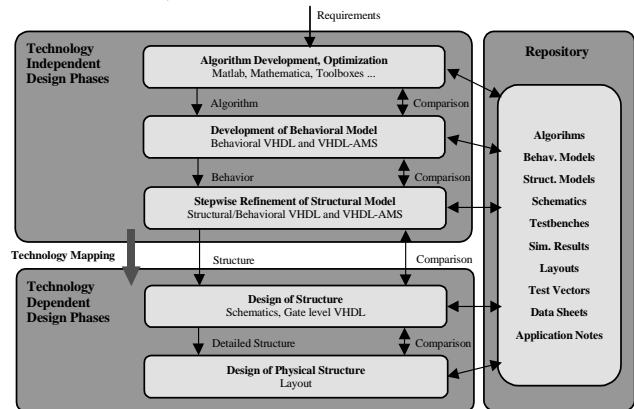 Requirements
Technology
Independent
Design Phases
Algorithm Development, Optimization
Matlab, Mathematica, Toolboxes ...
Algorithm
Comparison
Development of Behavioral Model
Behavioral VHDL and VHDL-AMS
Behavior
Comparison
Stepwise Refinement of Structural Model
Structural/Behavioral VHDL and VHDL-AMS
Technology Mapping
Structure
Comparison
Technology
Dependent
Design Phases
Design of Structure
Schematics, Gate level VHDL
Detailed Structure
Comparison
Design of Physical Structure
Layout
Repository
Algorihms
Behav. Models
Struct. Models
Schematics
Testbenches
Sim. Results
Layouts
Test Vectors
Data Sheets
Application Notes